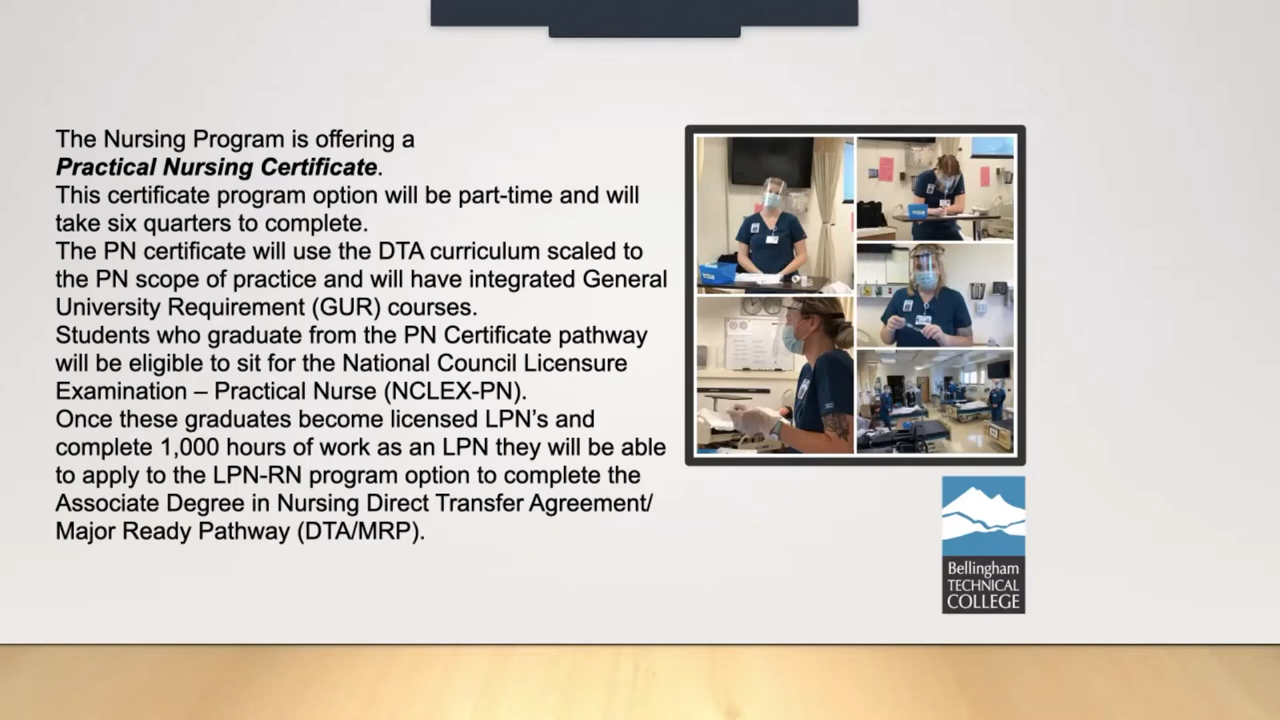 The Nursing Program is offering a
Practical Nursing Certificate.
This certificate program option will be part-time and will
take six quarters to complete.
The PN certificate will use the DTA curriculum scaled to
the PN scope of practice and will have integrated General
University Requirement (GUR) courses.
Students who graduate from the PN Certificate pathway
will be eligible to sit for the National Council Licensure
Examination – Practical Nurse (NCLEX-PN).
Once these graduates become licensed LPN’s and
complete 1,000 hours of work as an LPN they will be able
to apply to the LPN-RN program option to complete the
Associate Degree in Nursing Direct Transfer Agreement/
Major Ready Pathway (DTA/MRP).
Bellingham
TECHNICAL
COLLEGE